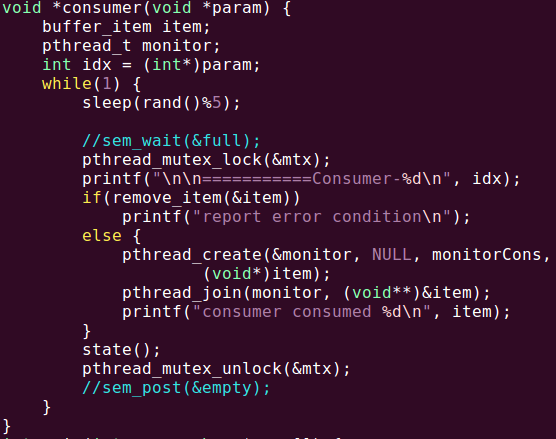 void *consumer(void *param) {
    buffer_item item;
    pthread_t monitor;
    int idx = (int*)param;
    while(1) {
        sleep(rand()%5);

        //sem_wait(&full);
        pthread_mutex_lock(&mtx);
        printf("\n\n===========Consumer-%d\n", idx);
        if(remove_item(&item))
            printf("report error condition\n");
        else {
            pthread_create(&monitor, NULL, monitorCons,
                    (void*)item);
            pthread_join(monitor, (void**)&item);
            printf("consumer consumed %d\n", item);
        }
        state();
        pthread_mutex_unlock(&mtx);
        //sem_post(&empty);
    }
}